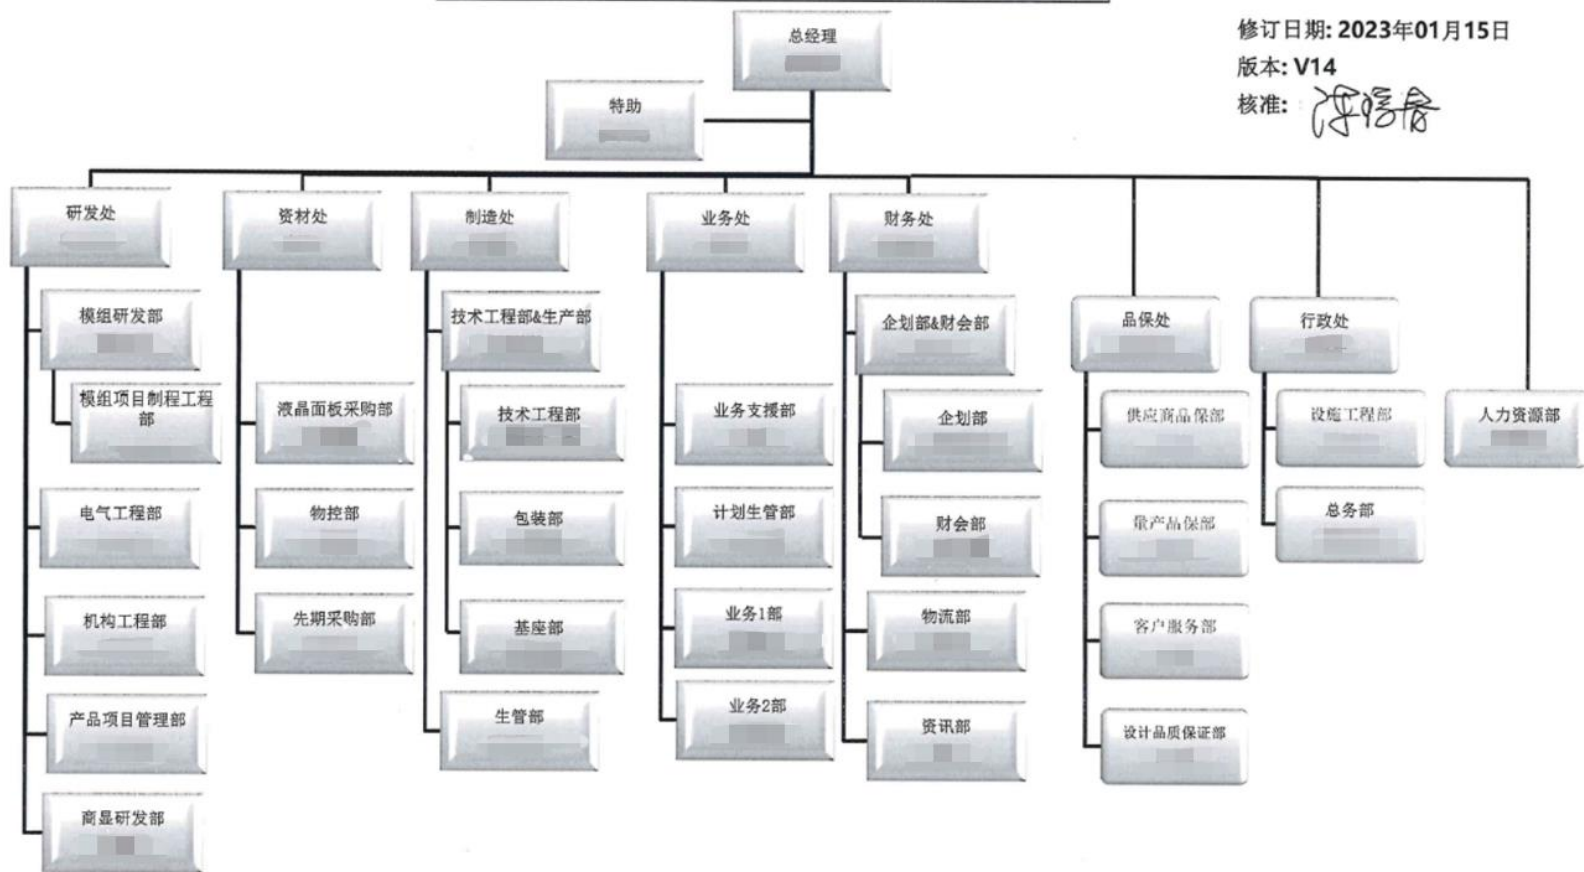 总经理
修订日期: 2023年01月15日
版本: V14
核准:
特助
研发处
资材处
制造处
业务处
财务处
模组研发部
技术工程部&生产部
企划部&财会部
品保处
行政处
模组项目制程工程
部
液晶面板采购部
技术工程部
业务支援部
企划部
供应商品保部
设施工程部
人力资源部
电气工程部
物控部
包装部
计划生管部
财会部
量产品保部
总务部
机构工程部
先期采购部
基座部
业务1部
物流部
客户服务部
产品项目管理部
生管部
业务2部
资讯部
设计品质保证部
商显研发部